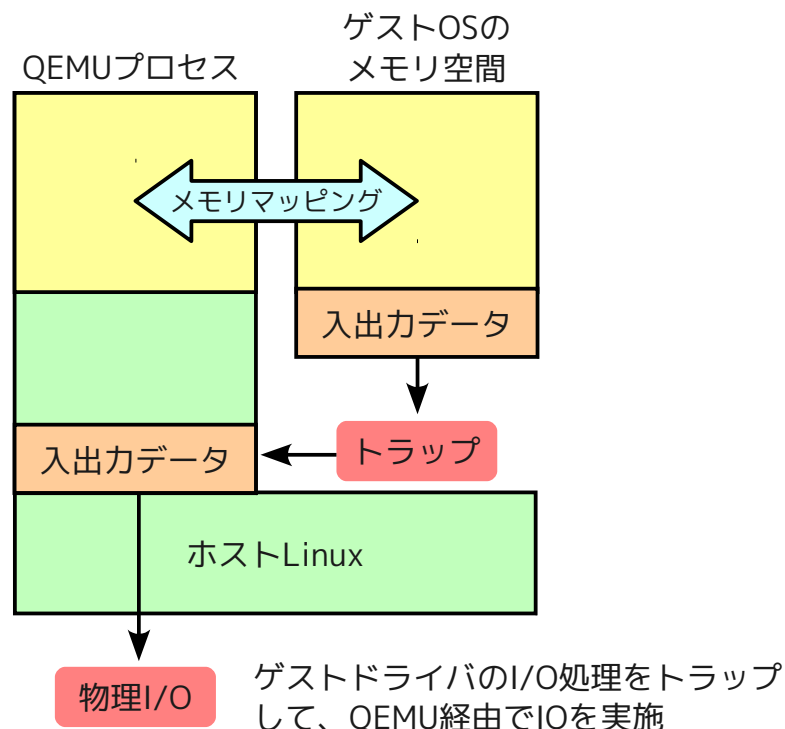 ゲストOSの
メモリ空間
QEMUプロセス
メモリマッピング
入出力データ
トラップ
入出力データ
ホストLinux
物理I/O
ゲストドライバのI/O処理をトラップ
して、QEMU経由でIOを実施